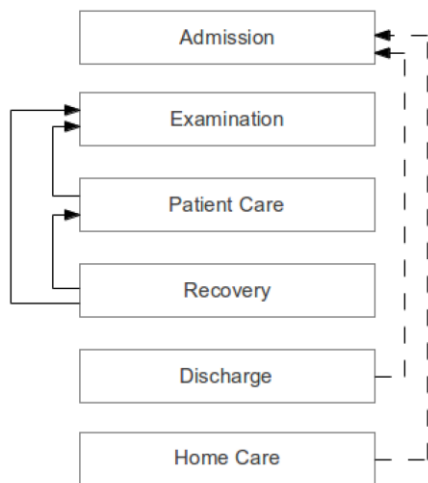 Admission
Examination
Patient Care
Recovery
Discharge
Home Care